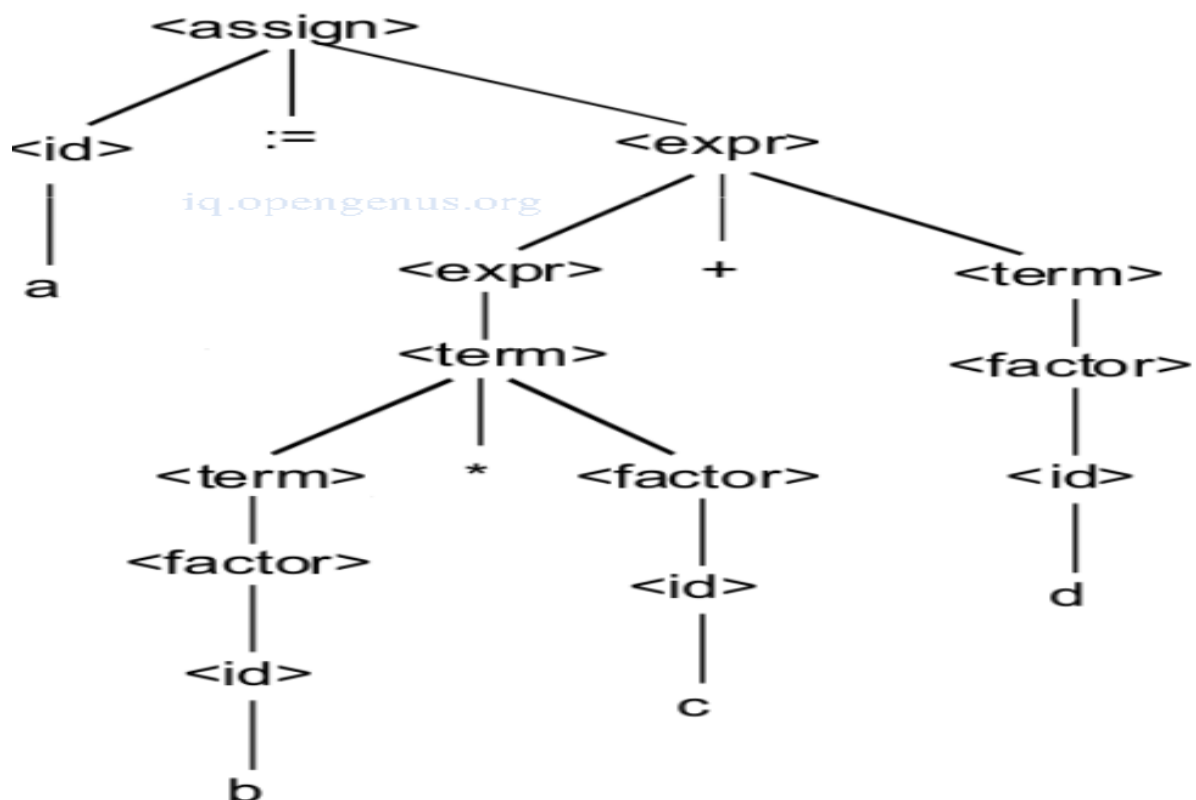 <assign>
<id> := <expr>
iq.opengenus.org
a <expr> + <term>
<term> <factor>
<term> * <factor> <id>
<factor> <id> d
<id> c
b